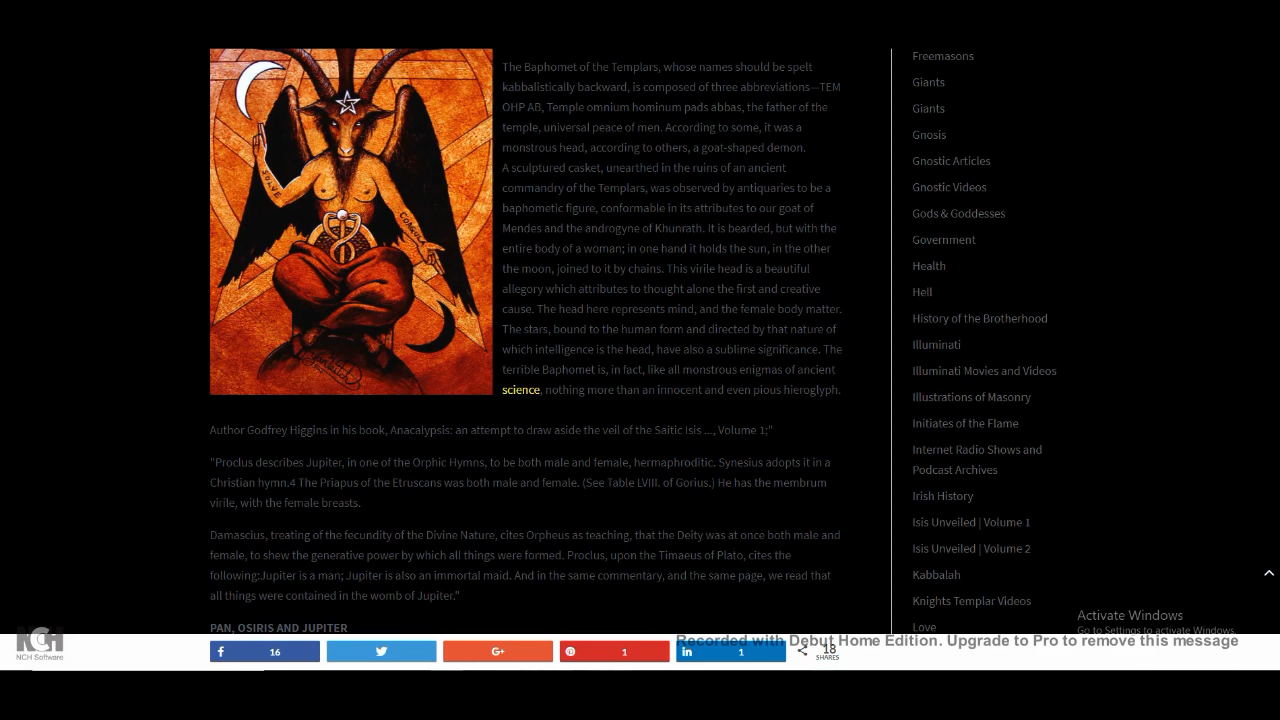 The Baphomet of the Templars, whose names should be spelt
kabbalistically backward, is composed of three abbreviations—TEM
OHP AB, Temple omnium hominum pads abbas, the father of the
temple, universal peace of men. According to some, it was a
monstrous head, according to others, a goat-shaped demon.
A sculptured casket, unearthed in the ruins of an ancient
commandry of the Templars, was observed by antiquaries to be a
baphometic figure, conformable in its attributes to our goat of
Mendes and the androgyne of Khunrath. It is bearded, but with the
entire body of a woman; in one hand it holds the sun, in the other
the moon, joined to it by chains. This virile head is a beautiful
allegory which attributes to thought alone the first and creative
cause. The head here represents mind, and the female body matter.
The stars, bound to the human form and directed by that nature of
which intelligence is the head, have also a sublime significance. The
terrible Baphomet is, in fact, like all monstrous enigmas of ancient
science, nothing more than an innocent and even pious hieroglyph.
SOLVE
COAGULA
Author Godfrey Higgins in his book, Anacalypsis: an attempt to draw aside the veil of the Saitic Isis ..., Volume 1;"
"Proclus describes Jupiter, in one of the Orphic Hymns, to be both male and female, hermaphroditic. Synesius adopts it in a
Christian hymn.4 The Priapus of the Etruscans was both male and female. (See Table LVIII. of Gorius.) He has the membrum
virile, with the female breasts.
Damascius, treating of the fecundity of the Divine Nature, cites Orpheus as teaching, that the Deity was at once both male and
female, to shew the generative power by which all things were formed. Proclus, upon the Timaeus of Plato, cites the
following:Jupiter is a man; Jupiter is also an immortal maid. And in the same commentary, and the same page, we read that
all things were contained in the womb of Jupiter."
PAN, OSIRIS AND JUPITER
Freemasons
Giants
Giants
Gnosis
Gnostic Articles
Gnostic Videos
Gods & Goddesses
Government
Health
Hell
History of the Brotherhood
Illuminati
Illuminati Movies and Videos
Illustrations of Masonry
Initiates of the Flame
Internet Radio Shows and
Podcast Archives
Irish History
Isis Unveiled | Volume 1
Isis Unveiled | Volume 2
Kabbalah
Knights Templar Videos
Love
Activate Windows
Go to Settings to activate Windows.
Recorded with Debut Home Edition. Upgrade to Pro to remove this message
NCH
NCH Software
16
G+
1
in 1
18
SHARES